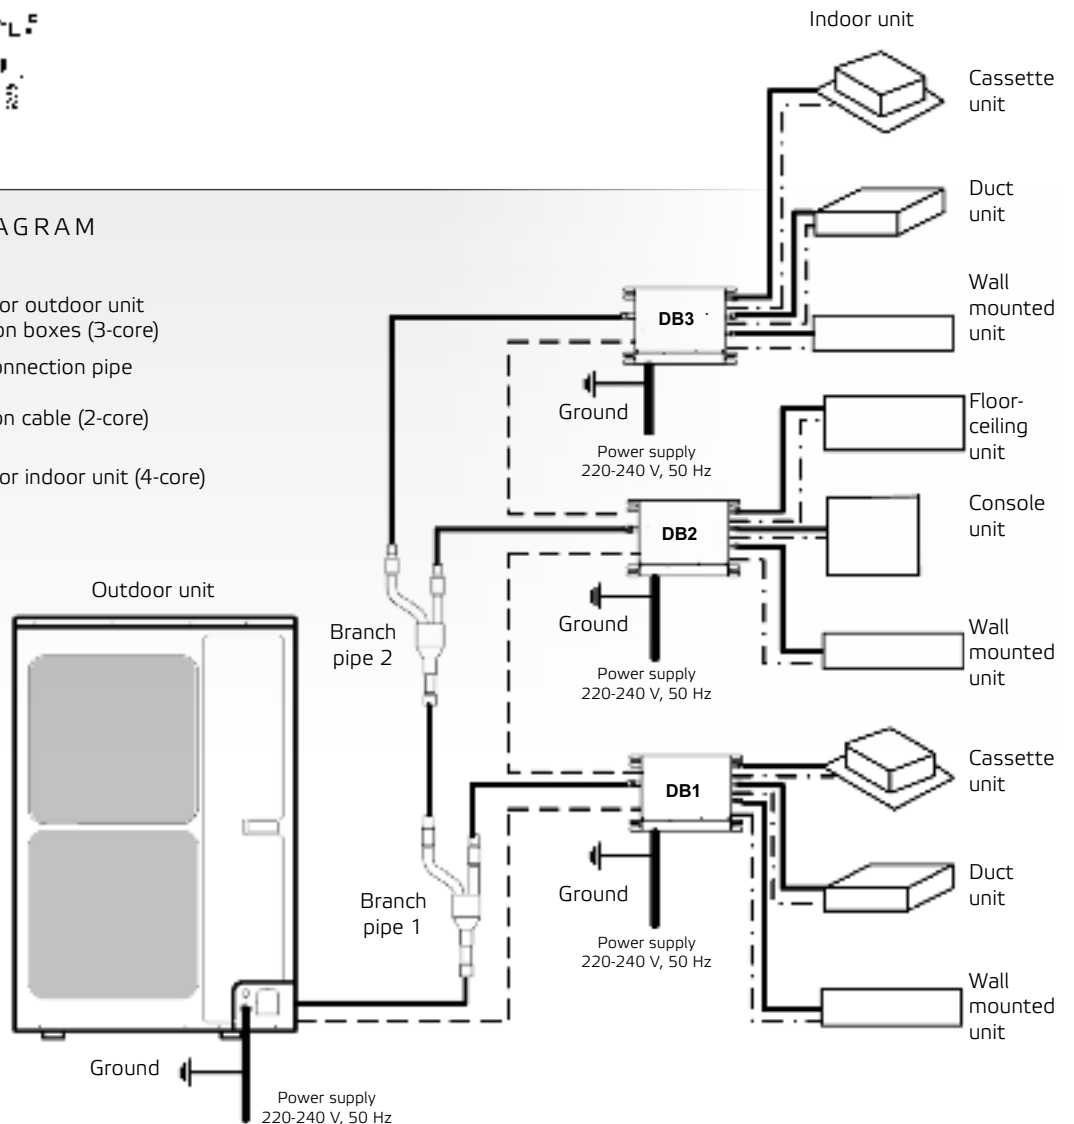 Indoor unit
Cassette
unit
Duct
unit
AGRAM
Wall
mounted
unit
or outdoor unit
on boxes (3-core)
DB3
onnection pipe
Ground
Floor-
ceiling
unit
on cable (2-core)
Power supply
220-240 V, 50 Hz
or indoor unit (4-core)
Console
unit
DB2
Outdoor unit
Ground
Branch
pipe 2
Wall
mounted
unit
Power supply
220-240 V, 50 Hz
Cassette
unit
DB1
Duct
unit
Ground
Branch
pipe 1
Power supply
220-240 V, 50 Hz
Wall
mounted
unit
Ground
Power supply
220-240 V, 50 Hz